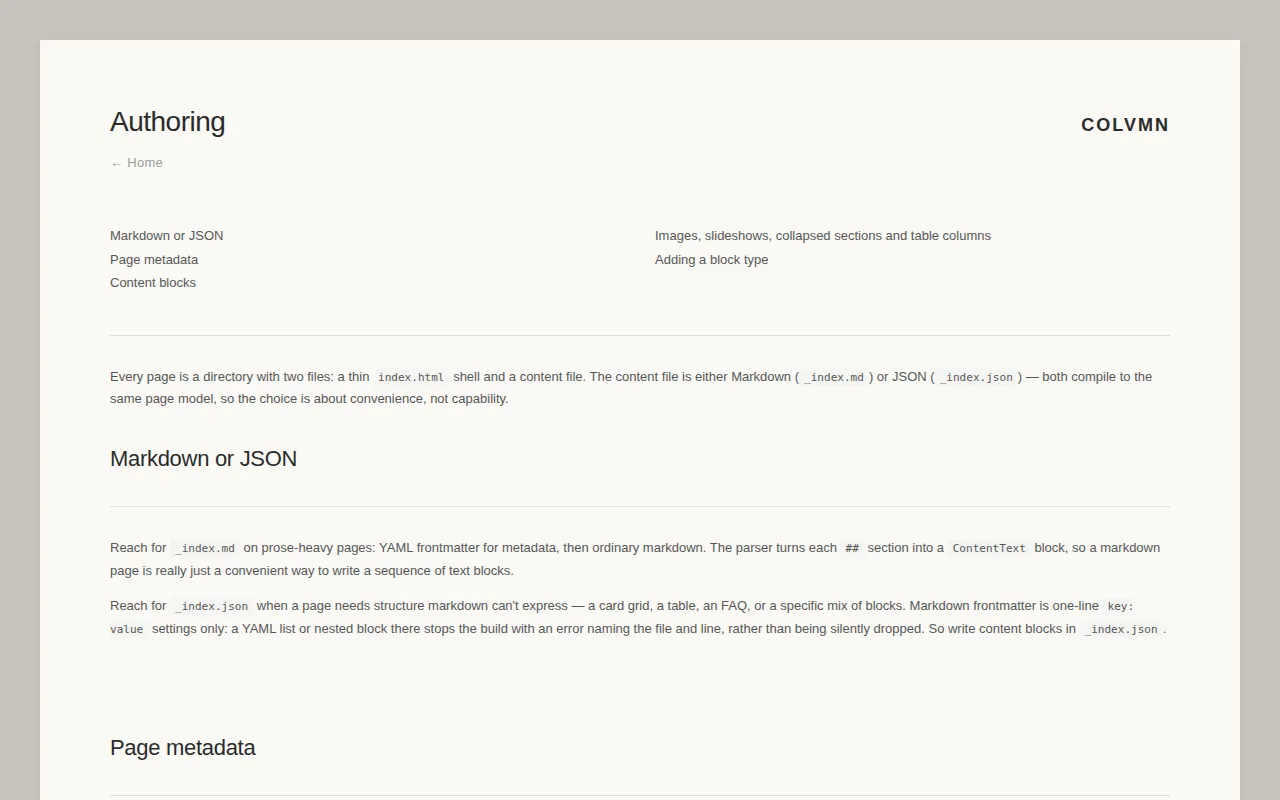 Authoring
COLVMN
← Home
Markdown or JSON
Page metadata
Content blocks
Images, slideshows, collapsed sections and table columns
Adding a block type
Every page is a directory with two files: a thin index.html shell and a content file. The content file is either Markdown ( _index.md ) or JSON ( _index.json ) — both compile to the
same page model, so the choice is about convenience, not capability.
Markdown or JSON
Reach for _index.md on prose-heavy pages: YAML frontmatter for metadata, then ordinary markdown. The parser turns each ## section into a ContentText block, so a markdown
page is really just a convenient way to write a sequence of text blocks.
Reach for _index.json when a page needs structure markdown can't express — a card grid, a table, an FAQ, or a specific mix of blocks. Markdown frontmatter is one-line key:
value settings only: a YAML list or nested block there stops the build with an error naming the file and line, rather than being silently dropped. So write content blocks in _index.json .
Page metadata